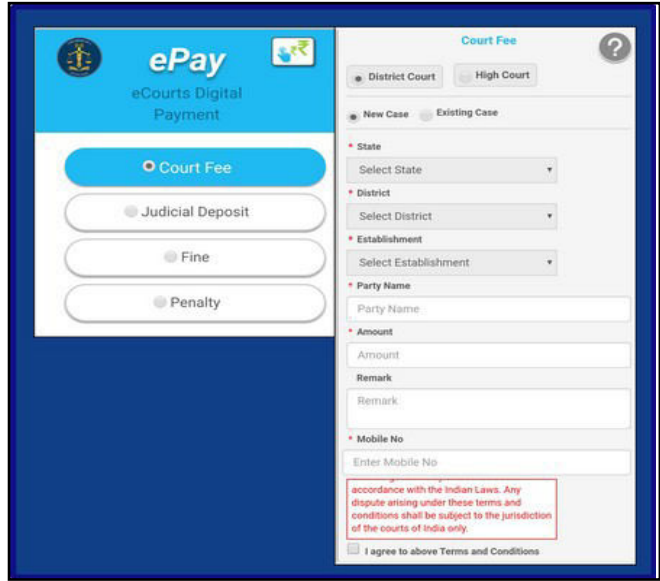 ePay
eCourts Digital
Payment
Court Fee
Judicial Deposit
Fine
Penalty
Court Fee
?
District Court High Court
New Case Existing Case
* State
Select State
* District
Select District
* Establishment
Select Establishment
* Party Name
Party Name
* Amount
Amount
Remark
Remark
* Mobile No
Enter Mobile No
accordance with the Indian Laws. Any
dispute arising under these terms and
conditions shall be subject to the jurisdiction
of the courts of India only.
I agree to above Terms and Conditions